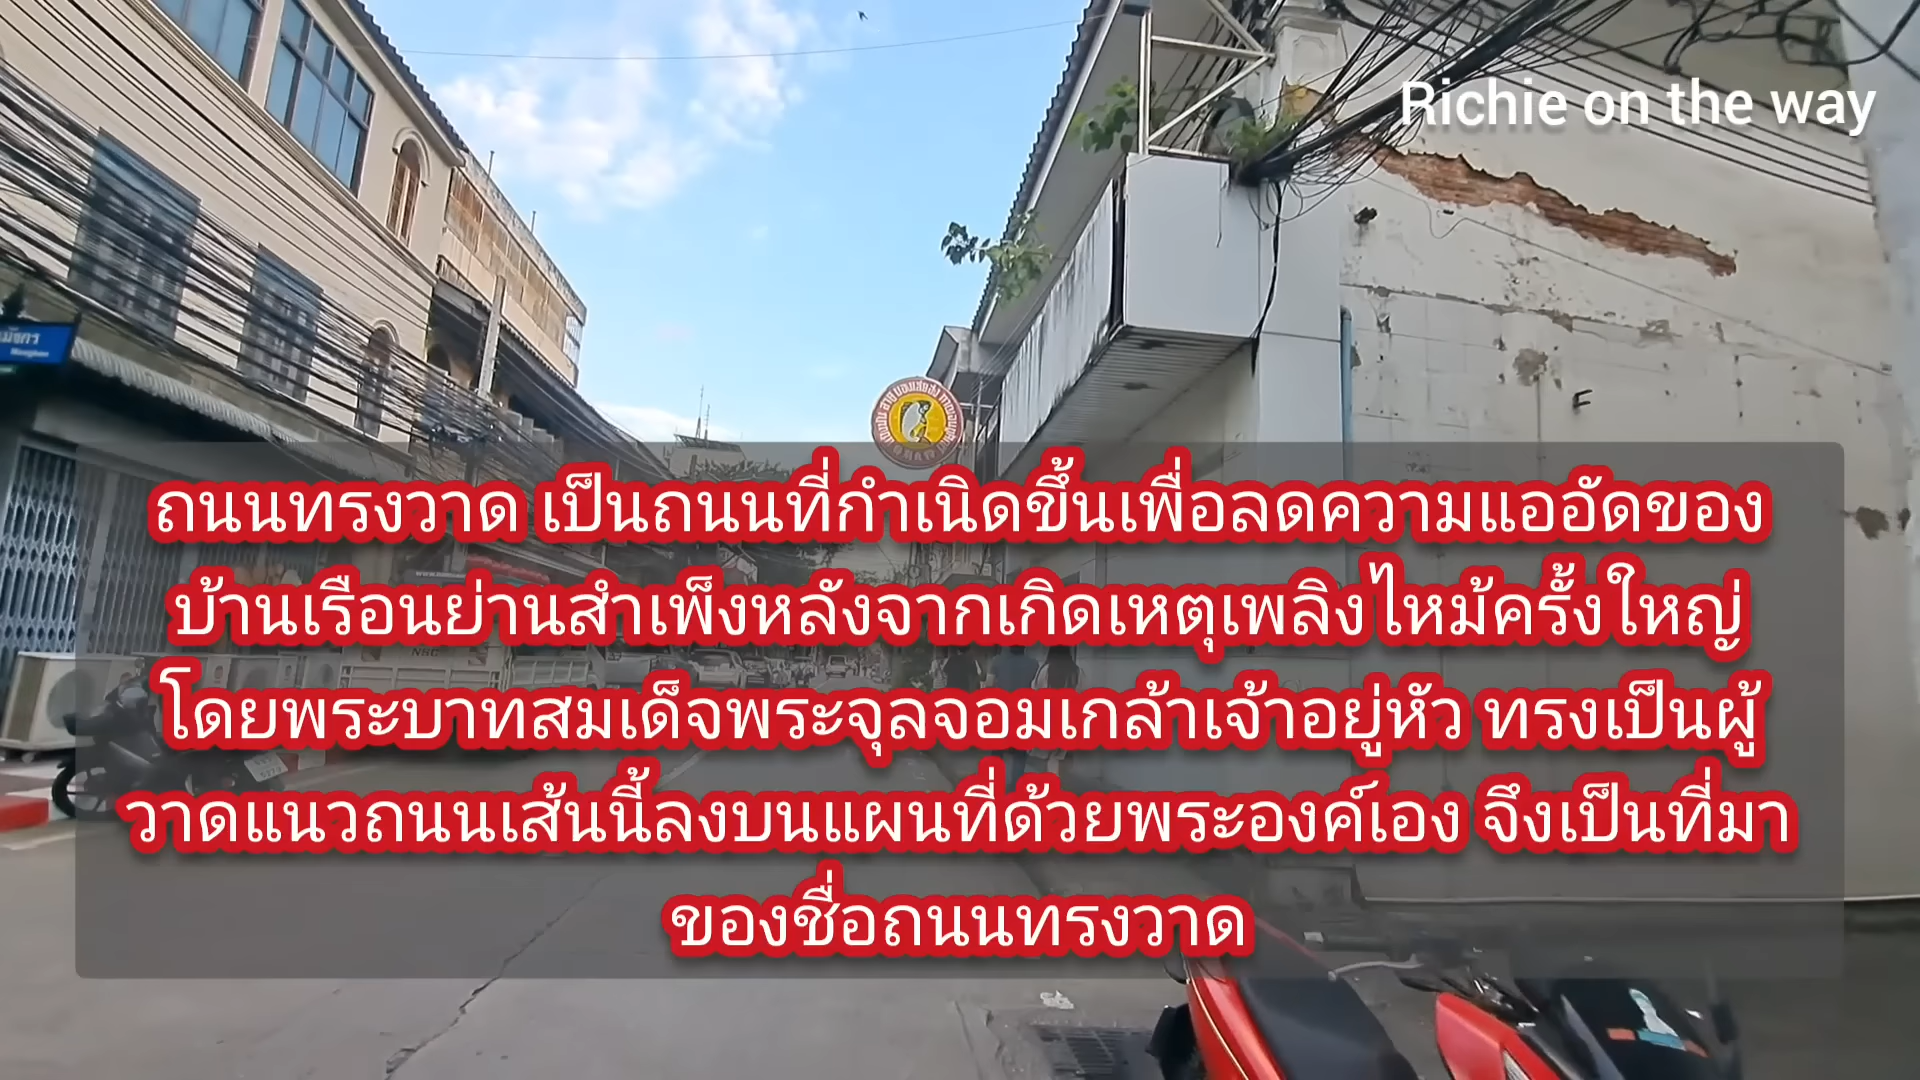 Richie on the way
มังกร
ถนนทรงวาด เป็นถนนที่กำเนิดขึ้นเพื่อลดความแออัดของ
บ้านเรือนย่านสำเพ็งหลังจากเกิดเหตุเพลิงไหม้ครั้งใหญ่
โดยพระบาทสมเด็จพระจุลจอมเกล้าเจ้าอยู่หัว ทรงเป็นผู้
วาดแนวถนนเส้นนี้ลงบนแผนที่ด้วยพระองค์เอง จึงเป็นที่มา
ของชื่อถนนทรงวาด